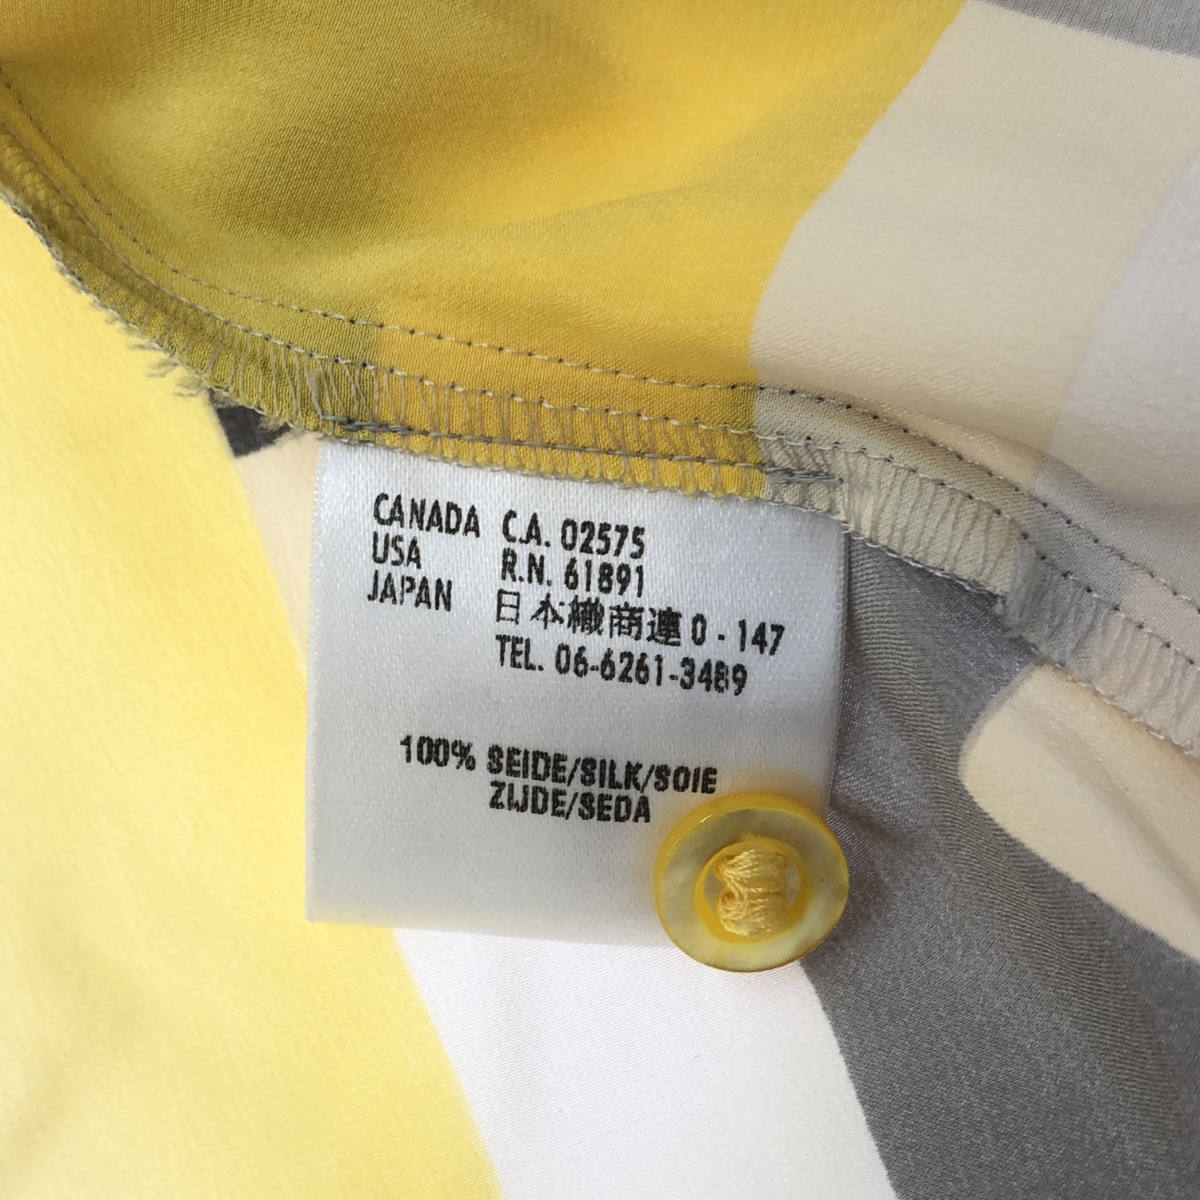 CANADA C.A. 02575
USA R.N. 61891
JAPAN 日本織商連 0 - 147
TEL. 06-6261-3489
100% SEIDE/SILK/SOIE
ZIJDE/SEDA